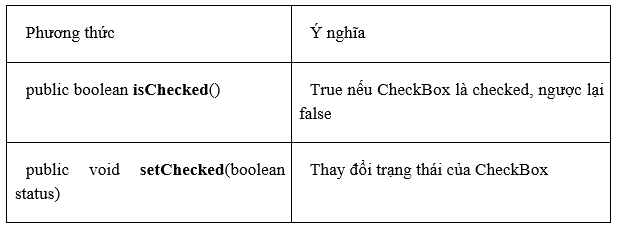 Phương thức
Ý nghĩa
public boolean isChecked()
True nếu CheckBox là checked, ngược lại
false
public void setChecked(boolean
status)
Thay đổi trạng thái của CheckBox